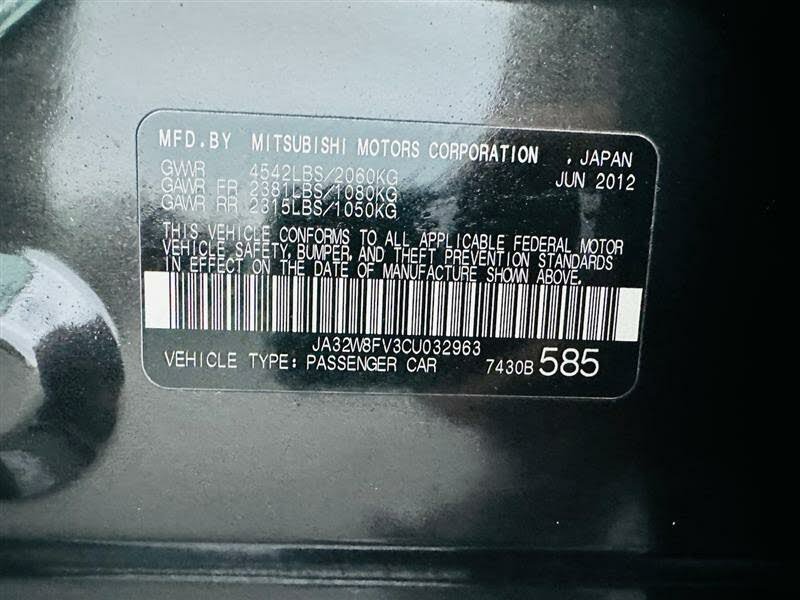 MFD.BY MITSUBISHI MOTORS CORPORATION , JAPAN
GVWR 4542LBS/2060KG JUN 2012
GAWR FR 2381LBS/1080KG
GAWR RR 2315LBS/1050KG
THIS VEHICLE CONFORMS TO ALL APPLICABLE FEDERAL MOTOR
VEHICLE SAFETY, BUMPER, AND THEFT PREVENTION STANDARDS
IN EFFECT ON THE DATE OF MANUFACTURE SHOWN ABOVE.
JA32W8FV3CU032963
VEHICLE TYPE: PASSENGER CAR 7430B 585